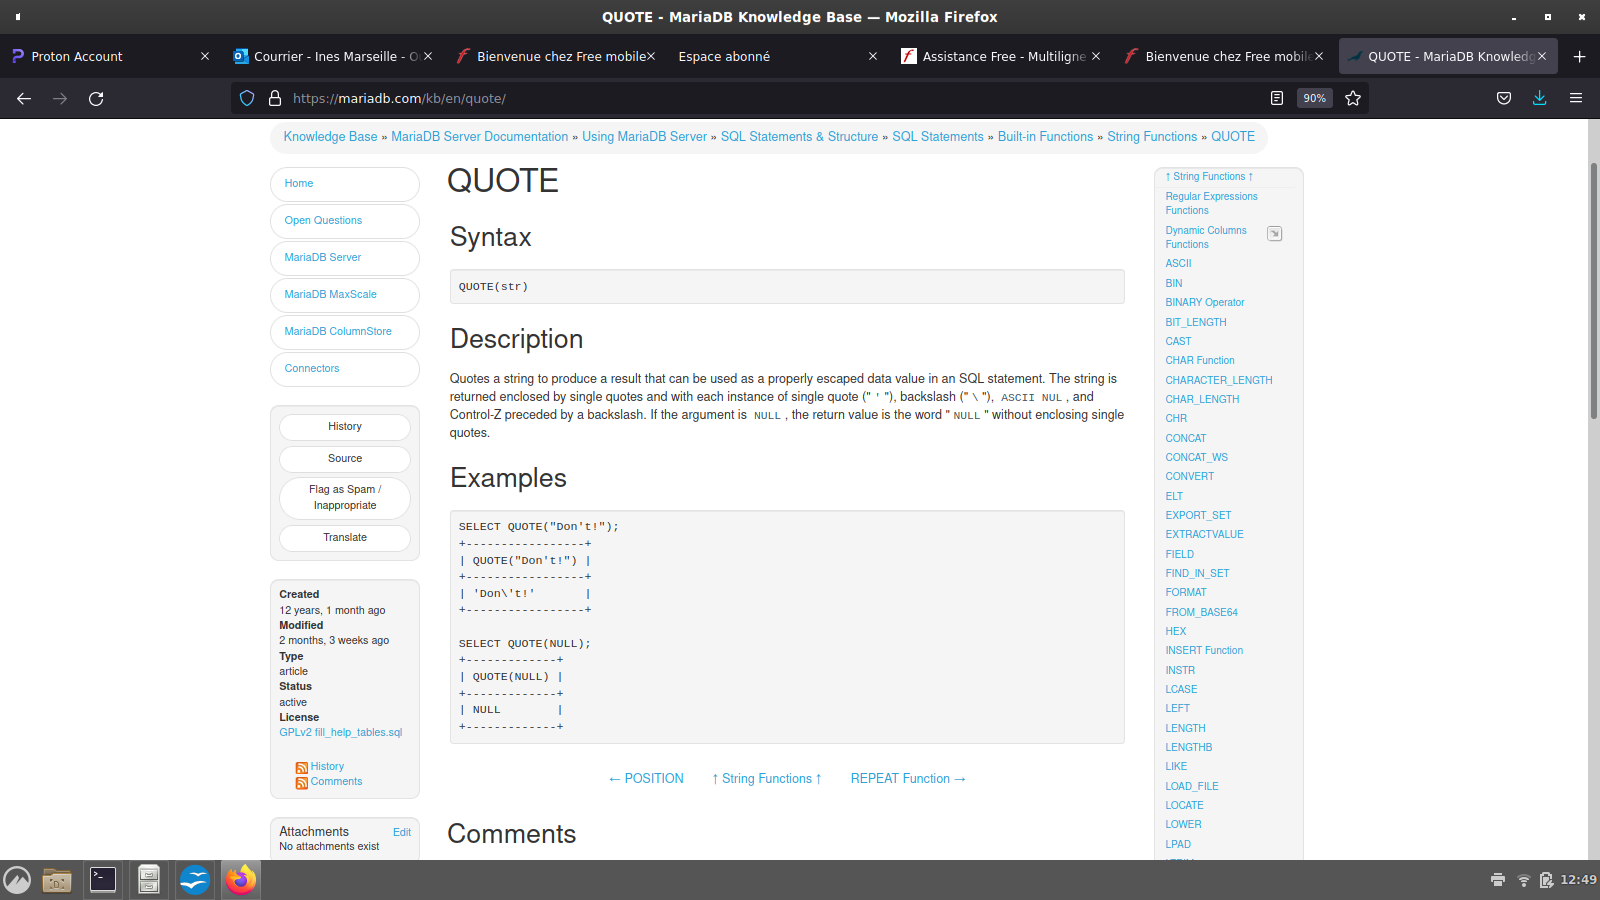 QUOTE - MariaDB Knowledge Base — Mozilla Firefox
Proton Account
Courrier - Ines Marseille - O
Bienvenue chez Free mobile
Espace abonné
Assistance Free - Multiligne
Bienvenue chez Free mobile
QUOTE - MariaDB Knowledg
https://mariadb.com/kb/en/quote/
90%
Knowledge Base » MariaDB Server Documentation » Using MariaDB Server » SQL Statements & Structure » SQL Statements » Built-in Functions » String Functions » QUOTE
Home
Open Questions
MariaDB Server
MariaDB MaxScale
MariaDB ColumnStore
Connectors
History
Source
Flag as Spam /
Inappropriate
Translate
Created
12 years, 1 month ago
Modified
2 months, 3 weeks ago
Type
article
Status
active
License
GPLv2 fill_help_tables.sql
History
Comments
Attachments Edit
No attachments exist
QUOTE
Syntax
QUOTE(str)
Description
Quotes a string to produce a result that can be used as a properly escaped data value in an SQL statement. The string is
returned enclosed by single quotes and with each instance of single quote (" ' "), backslash (" \ "), ASCII NUL , and
Control-Z preceded by a backslash. If the argument is NULL , the return value is the word " NULL " without enclosing single
quotes.
Examples
SELECT QUOTE("Don't!");
+-----------------+
| QUOTE("Don't!") |
+-----------------+
| 'Don\'t!'       |
+-----------------+
SELECT QUOTE(NULL);
+-------------+
| QUOTE(NULL) |
+-------------+
| NULL        |
+-------------+
← POSITION ↑ String Functions ↑ REPEAT Function →
Comments
↑ String Functions ↑
Regular Expressions
Functions
Dynamic Columns
Functions
ASCII
BIN
BINARY Operator
BIT_LENGTH
CAST
CHAR Function
CHARACTER_LENGTH
CHAR_LENGTH
CHR
CONCAT
CONCAT_WS
CONVERT
ELT
EXPORT_SET
EXTRACTVALUE
FIELD
FIND_IN_SET
FORMAT
FROM_BASE64
HEX
INSERT Function
INSTR
LCASE
LEFT
LENGTH
LENGTHB
LIKE
LOAD_FILE
LOCATE
LOWER
LPAD
12:49